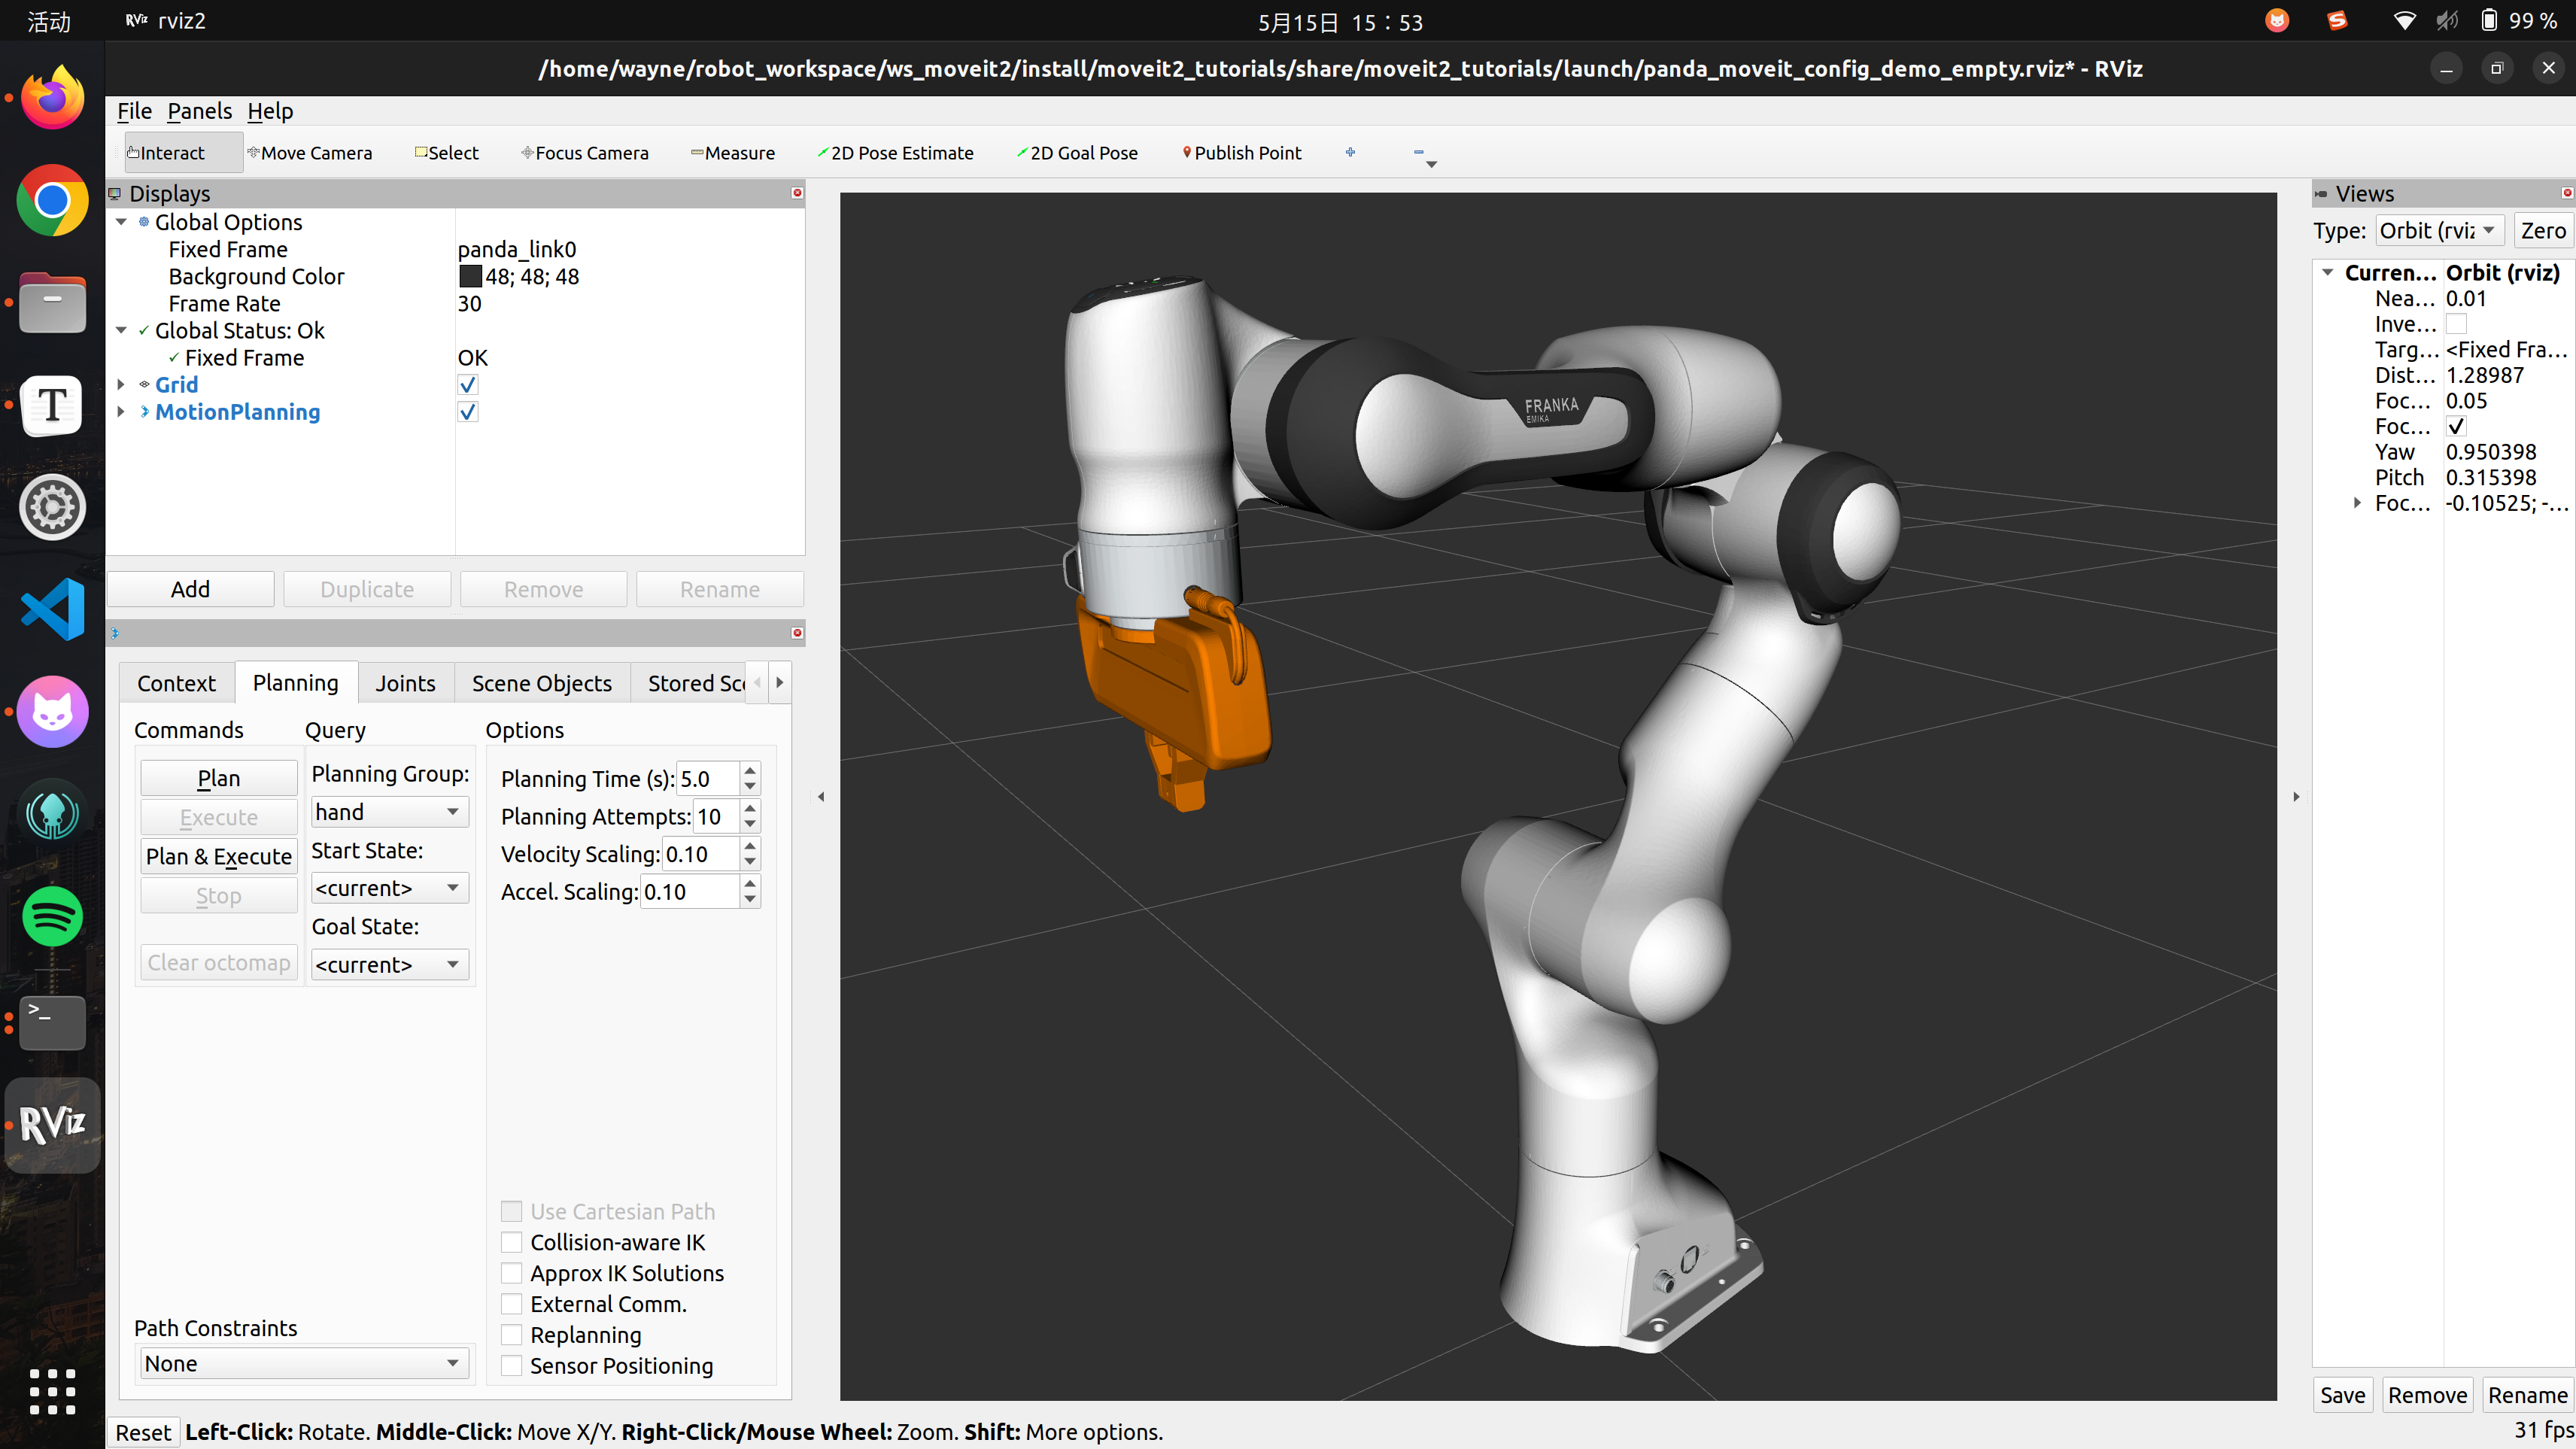 活动
rviz2
5月15日 15：53
99 %
/home/wayne/robot_workspace/ws_moveit2/install/moveit2_tutorials/share/moveit2_tutorials/launch/panda_moveit_config_demo_empty.rviz* - RViz
File Panels Help
Interact
Move Camera
Select
Focus Camera
Measure
2D Pose Estimate
2D Goal Pose
Publish Point
Displays
Global Options
Fixed Frame panda_link0
Background Color 48; 48; 48
Frame Rate 30
Global Status: Ok
Fixed Frame OK
Grid
MotionPlanning
Add Duplicate Remove Rename
Context Planning Joints Scene Objects Stored Sc
Commands
Plan
Execute
Plan & Execute
Stop
Clear octomap
Query
Planning Group:
hand
Start State:
<current>
Goal State:
<current>
Options
Planning Time (s): 5.0
Planning Attempts: 10
Velocity Scaling: 0.10
Accel. Scaling: 0.10
Use Cartesian Path
Collision-aware IK
Approx IK Solutions
External Comm.
Replanning
Sensor Positioning
Path Constraints
None
FRANKA
EMIKA
Views
Type: Orbit (rviz Zero
Curren... Orbit (rviz)
Nea... 0.01
Inve...
Targ... <Fixed Fra...
Dist... 1.28987
Foc... 0.05
Foc...
Yaw 0.950398
Pitch 0.315398
Foc... -0.10525; -...
Save Remove Rename
Reset Left-Click: Rotate. Middle-Click: Move X/Y. Right-Click/Mouse Wheel: Zoom. Shift: More options.
31 fps
RViz